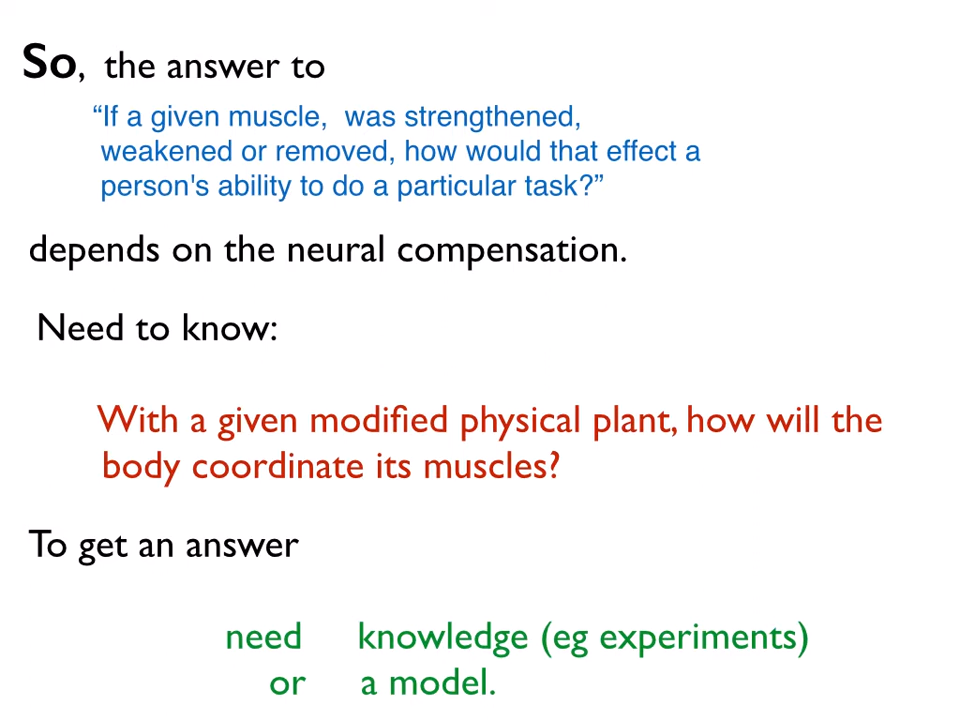 So, the answer to
“If a given muscle, was strengthened,
weakened or removed, how would that effect a
person's ability to do a particular task?”
depends on the neural compensation.
Need to know:
With a given modified physical plant, how will the
body coordinate its muscles?
To get an answer
need knowledge (eg experiments)
or a model.